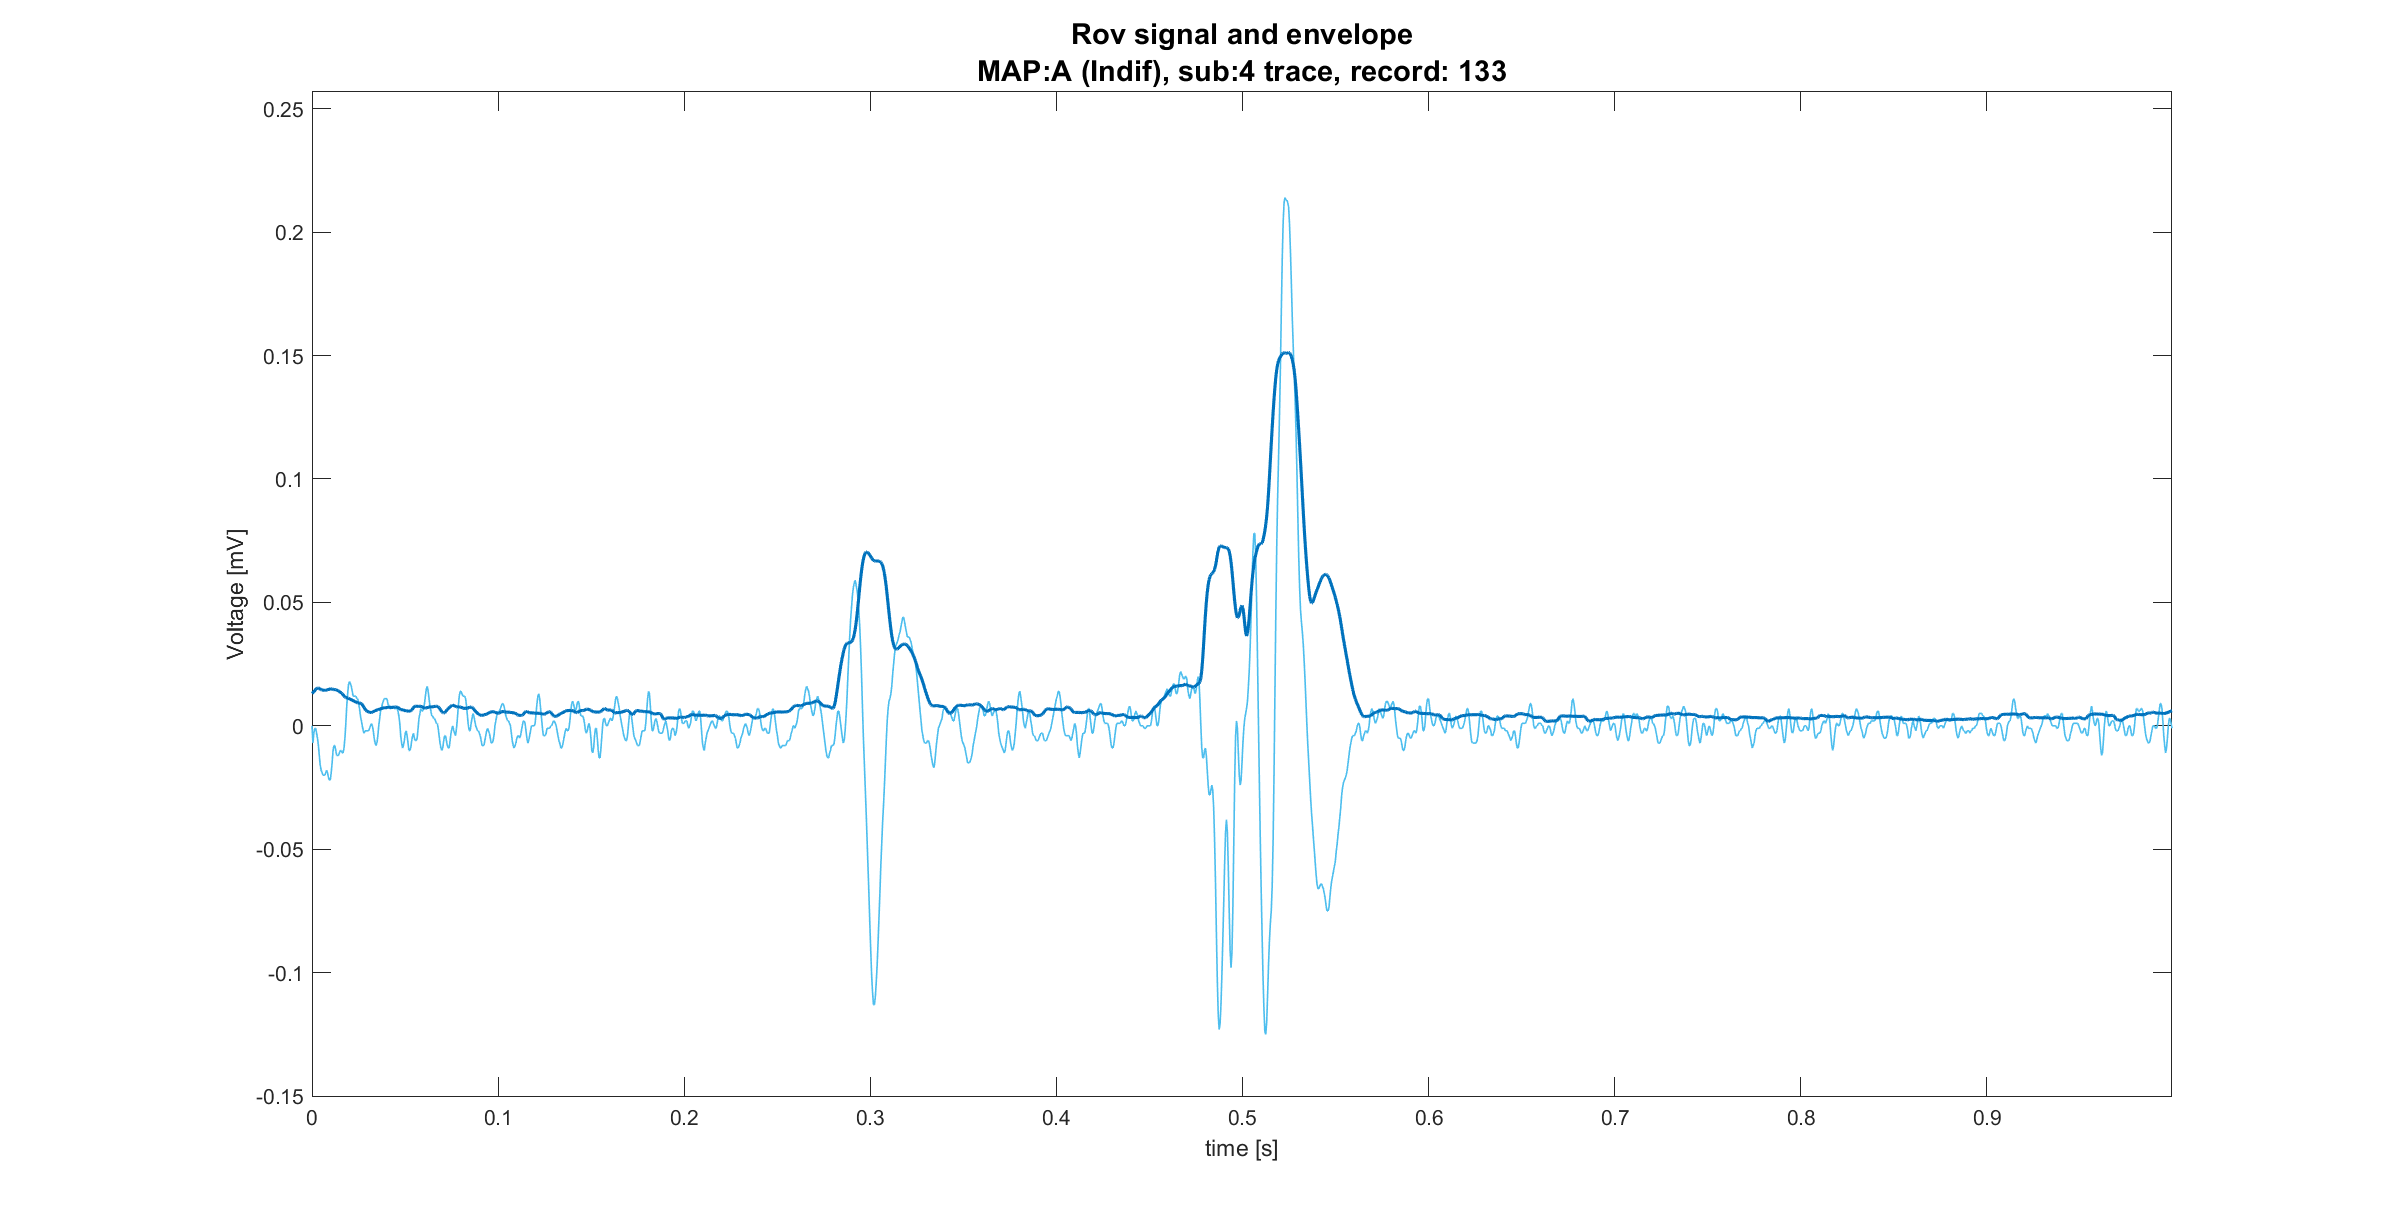 Rov signal and envelope
MAP:A (Indif), sub:4 trace, record: 133
0.25
0.2
0.15
0.1
0.05
0
-0.05
-0.1
-0.15
Voltage [mV]
0 0.1 0.2 0.3 0.4 0.5 0.6 0.7 0.8 0.9
time [s]